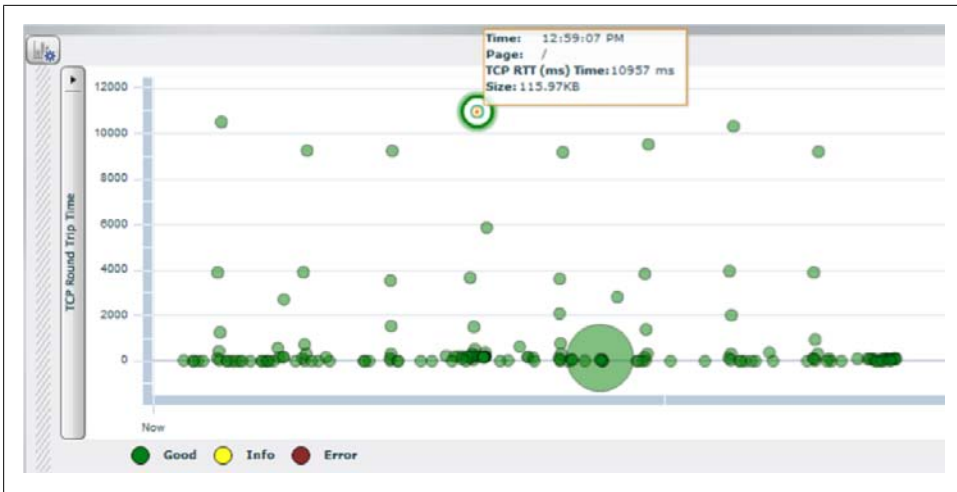 Time: 12:59:07 PM
Page: /
TCP RTT (ms) Time:10957 ms
Size:115.97KB
12000
10000
8000
6000
4000
2000
0
TCP Round Trip Time
Now
Good Info Error